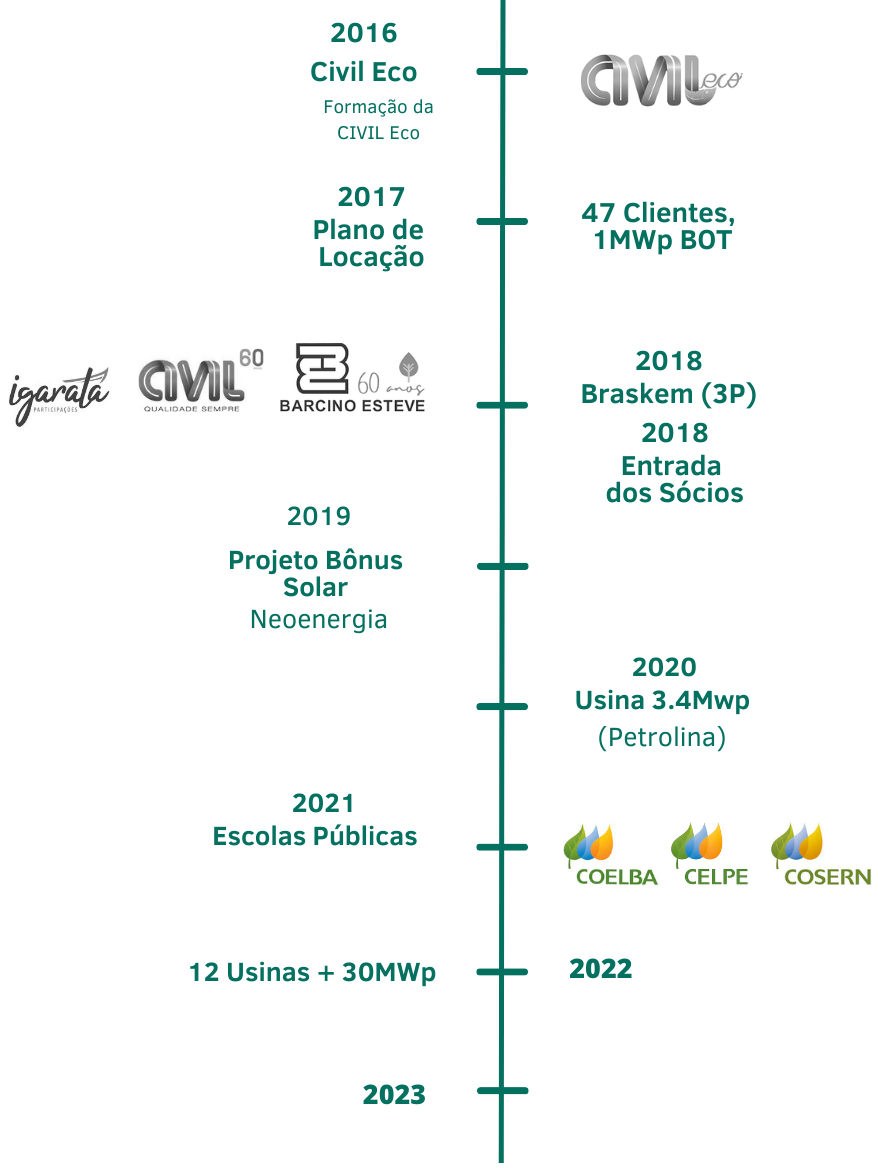 2016
Civil Eco
Formação da
CIVIL Eco
CIVIL eco
2017
Plano de
Locação
47 Clientes,
1MWp BOT
igaratá
PARTICIPAÇÕES
CIVIL 60
QUALIDADE SEMPRE
60 anos
BARCINO ESTEVE
2018
Braskem (3P)
2018
Entrada
dos Sócios
2019
Projeto Bônus
Solar
Neoenergia
2020
Usina 3.4Mwp
(Petrolina)
2021
Escolas Públicas
COELBA
CELPE
COSERN
12 Usinas + 30MWp
2022
2023